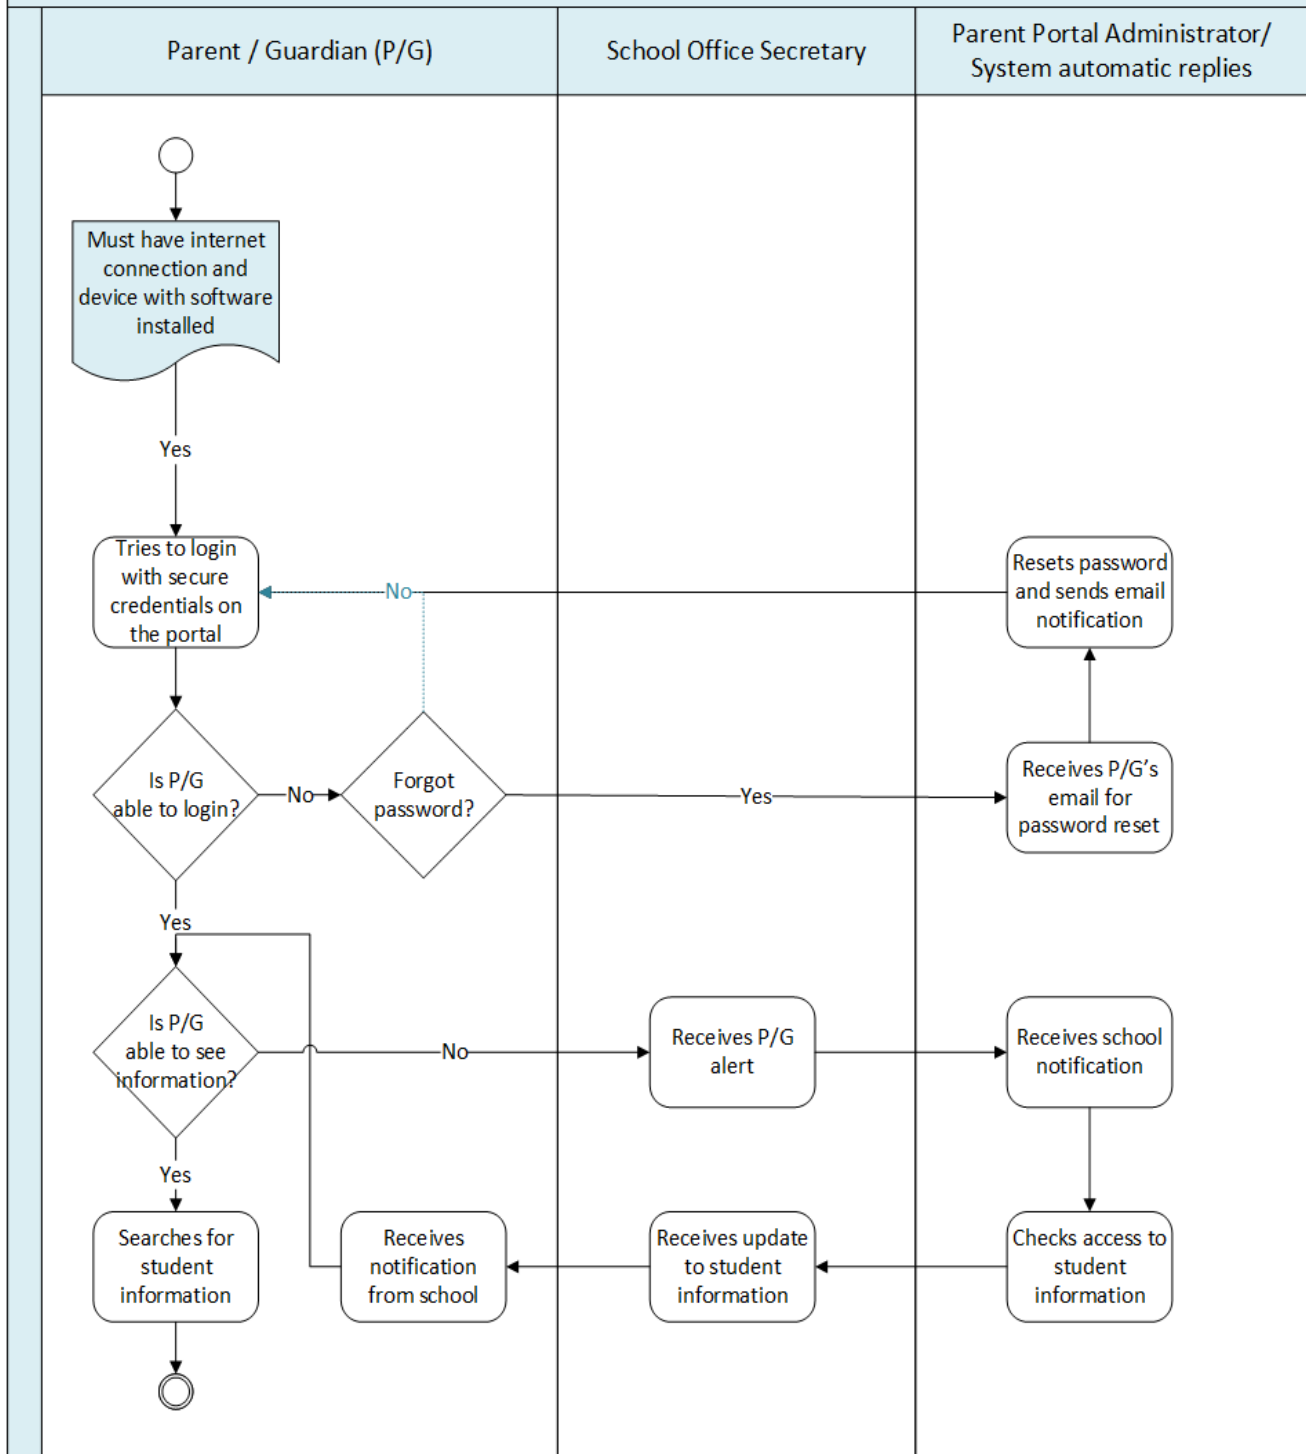 Parent / Guardian (P/G)
School Office Secretary
Parent Portal Administrator/
System automatic replies
Must have internet
connection and
device with software
installed
Yes
Tries to login
with secure
credentials on
the portal
No
Resets password
and sends email
notification
Is P/G
able to login?
No
Forgot
password?
Yes
Receives P/G's
email for
password reset
Yes
Is P/G
able to see
information?
No
Receives P/G
alert
Receives school
notification
Yes
Searches for
student
information
Receives
notification
from school
Receives update
to student
information
Checks access to
student
information